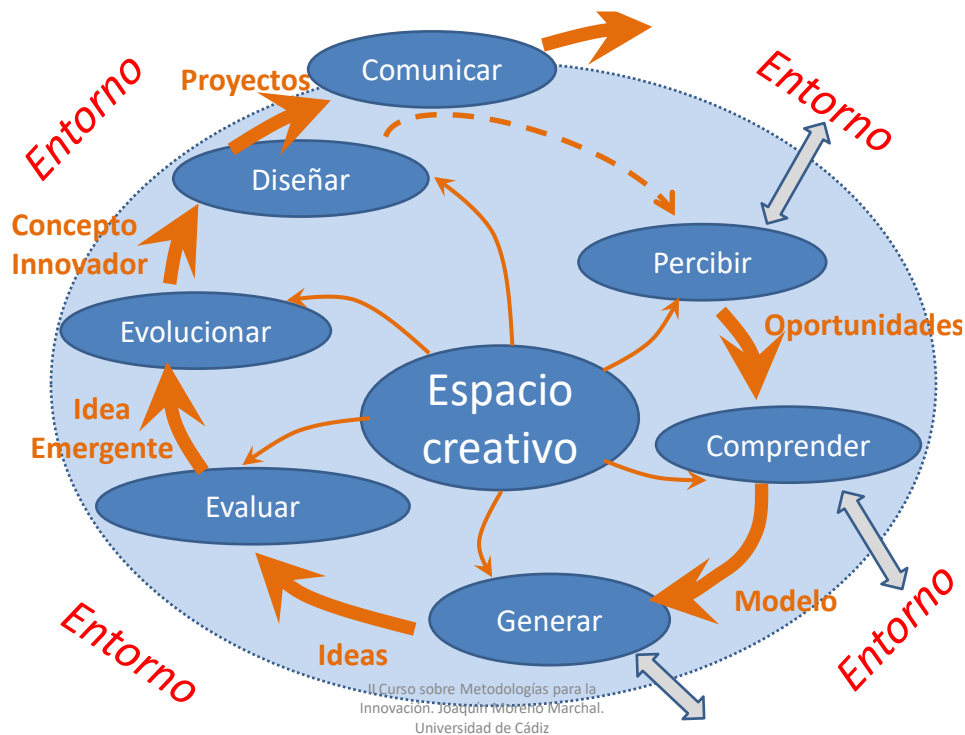 Comunicar
Proyectos
Entorno
Entorno
Diseñar
Concepto
Innovador
Percibir
Oportunidades
Evolucionar
Espacio
creativo
Idea
Emergente
Comprender
Evaluar
Entorno
Entorno
Modelo
Generar
Ideas
II Curso sobre Metodologías para la
Innovación. Joaquín Moreno Marchal.
Universidad de Cádiz